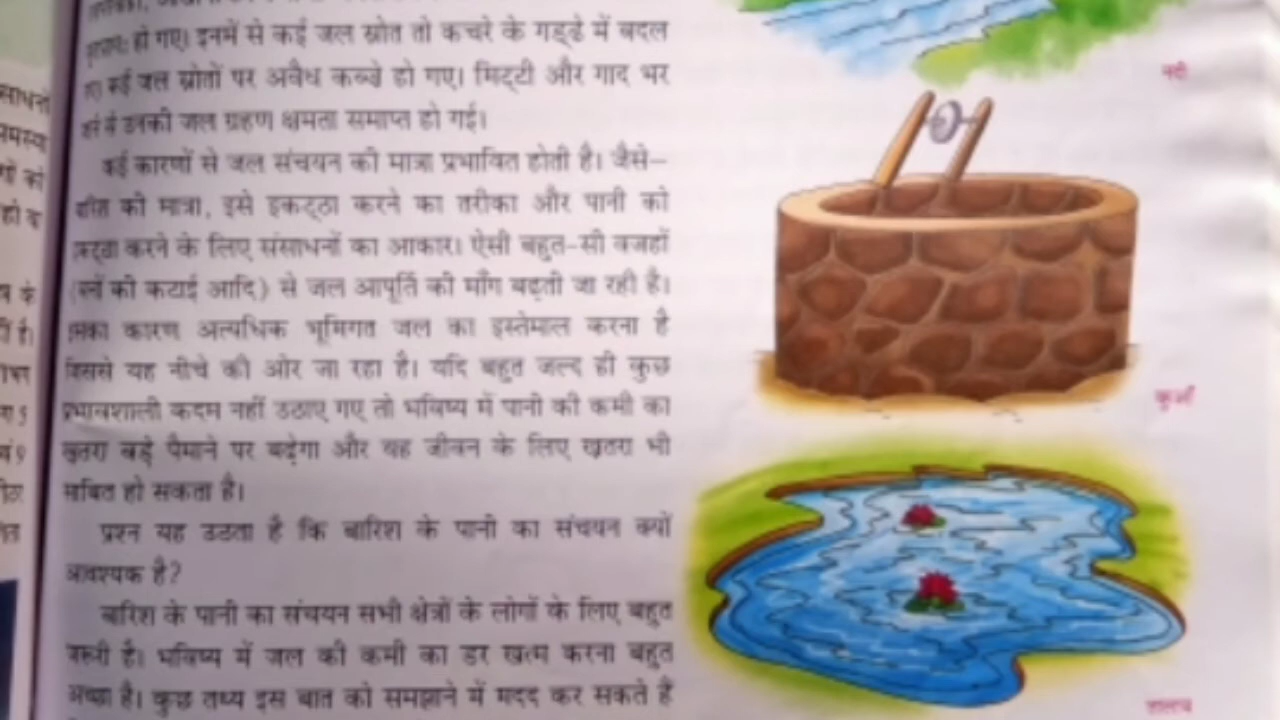 हो गए। इनमें से कई जल स्रोत तो कचरे के गड्ढे में बदल
कई जल स्रोतों पर अवैध कब्ज़े हो गए। मिट्टी और गाद भर
उनकी जल ग्रहण क्षमता समाप्त हो गई।
कई कारणों से जल संचयन की मात्रा प्रभावित होती है। जैसे–
की मात्रा, इसे इकट्ठा करने का तरीका और पानी को
करने के लिए संसाधनों का आकार। ऐसी बहुत-सी वजहों
की कटाई आदि) से जल आपूर्ति की माँग बढ़ती जा रही है।
इसका कारण अत्यधिक भूमिगत जल का इस्तेमाल करना है
जिससे यह नीचे की ओर जा रहा है। यदि बहुत जल्द ही कुछ
प्रभावशाली कदम नहीं उठाए गए तो भविष्य में पानी की कमी का
खतरा बड़े पैमाने पर बढ़ेगा और यह जीवन के लिए खतरा भी
साबित हो सकता है।
प्रश्न यह उठता है कि बारिश के पानी का संचयन क्यों
आवश्यक है?
बारिश के पानी का संचयन सभी क्षेत्रों के लोगों के लिए बहुत
जरूरी है। भविष्य में जल की कमी का डर खत्म करना बहुत
अच्छा है। कुछ तथ्य इस बात को समझाने में मदद कर सकते हैं
नदी
कुआँ
तालाब